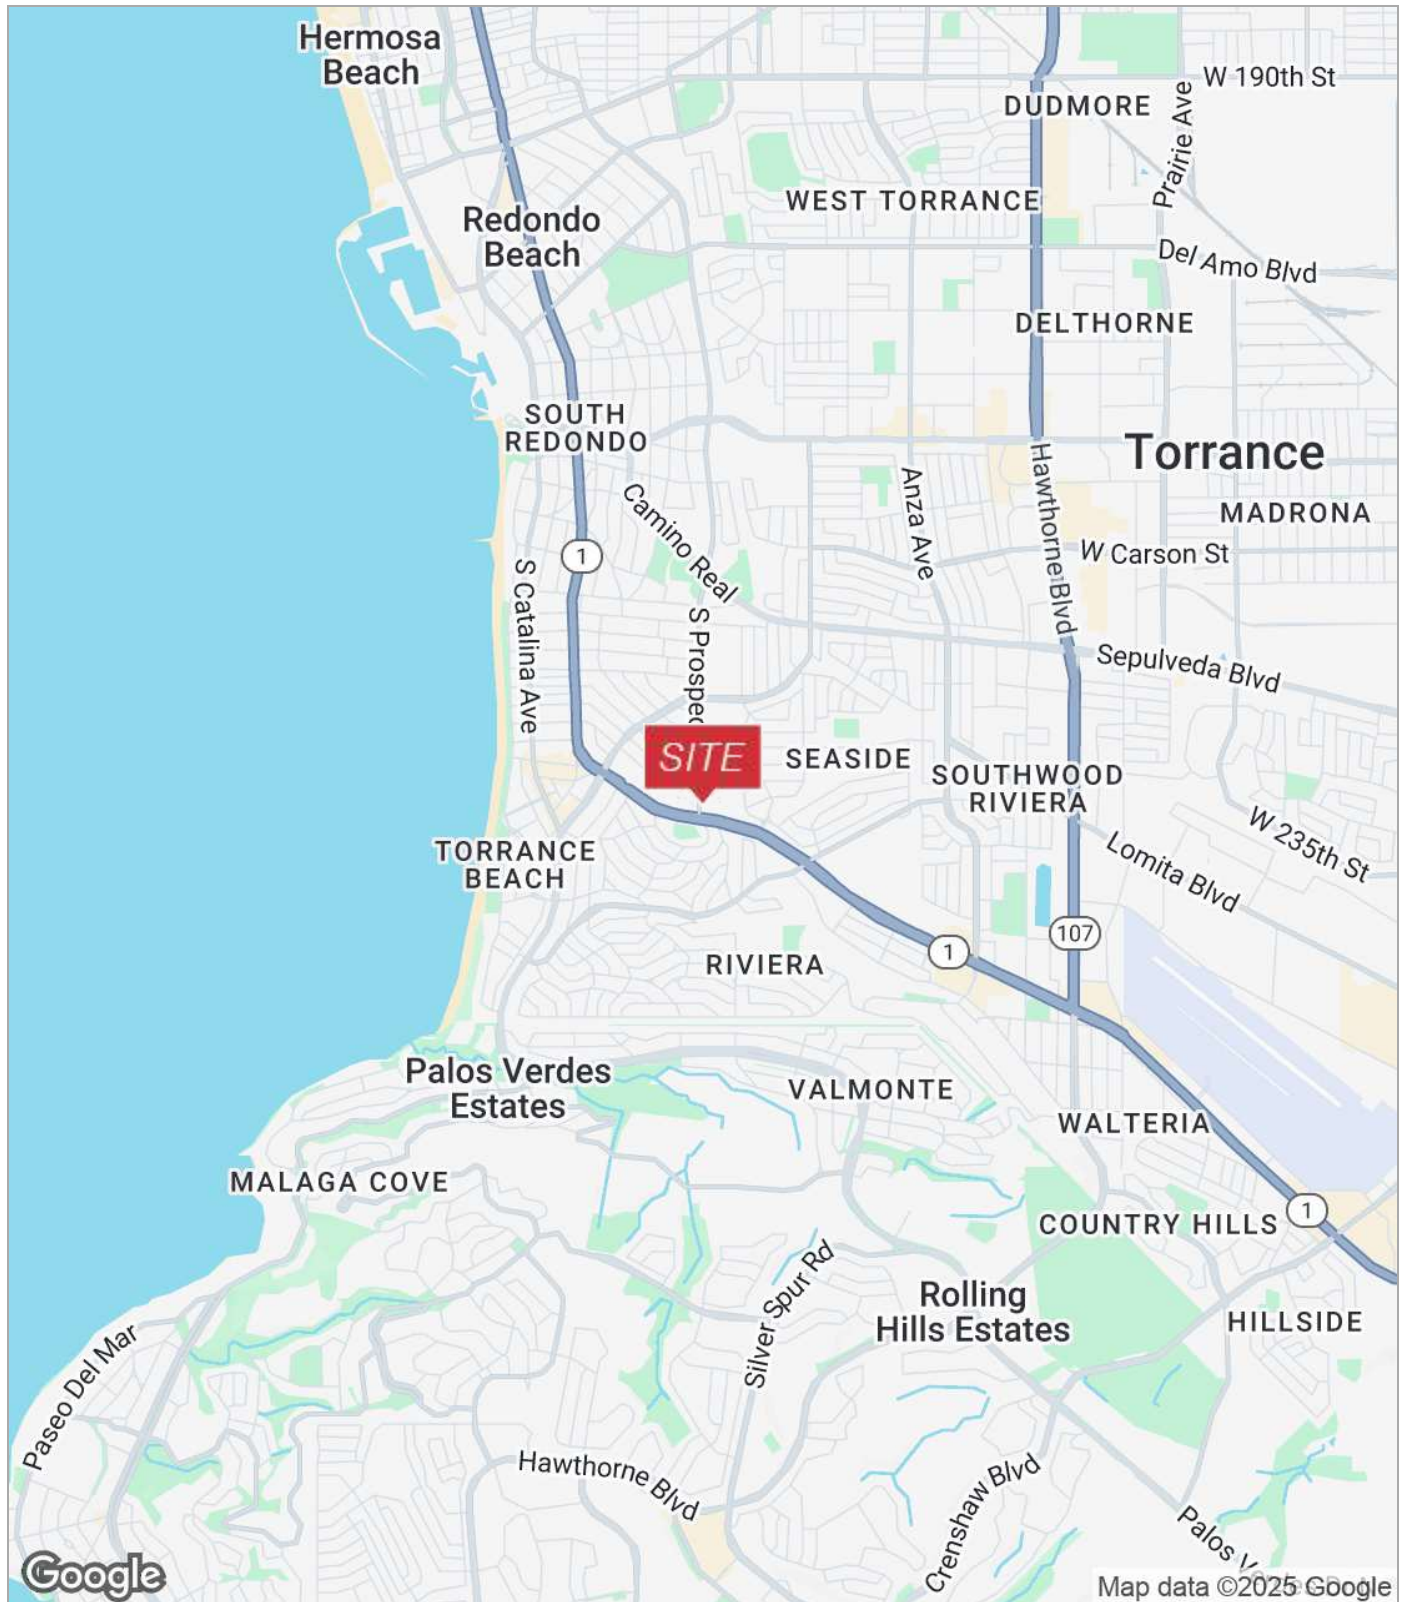 Hermosa
Beach
W 190th St
DUDMORE
Prairie Ave
WEST TORRANCE
Redondo
Beach
Del Amo Blvd
DELTHORNE
SOUTH
REDONDO
Torrance
Hawthorne Blvd
Anza Ave
MADRONA
Camino Real
W Carson St
1
S Catalina Ave
S Prospec
Sepulveda Blvd
SITE
SEASIDE
SOUTHWOOD
RIVIERA
W 235th St
Lomita Blvd
TORRANCE
BEACH
107
1
RIVIERA
Palos Verdes
Estates
VALMONTE
WALTERIA
MALAGA COVE
1
COUNTRY HILLS
Silver Spur Rd
Rolling
Hills Estates
HILLSIDE
Paseo Del Mar
Hawthorne Blvd
Crenshaw Blvd
Palos
Google
Map data ©2025 Google